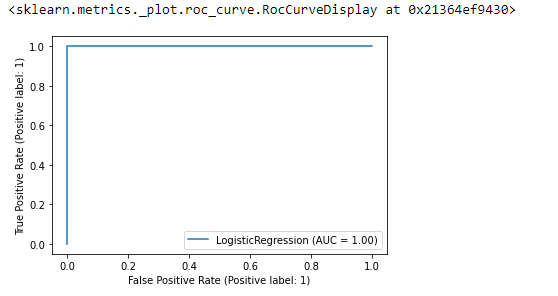 <sklearn.metrics._plot.roc_curve.RocCurveDisplay at 0x21364ef9430>
1.0
0.8
0.6
0.4
0.2
0.0
True Positive Rate (Positive label: 1)
LogisticRegression (AUC = 1.00)
0.0 0.2 0.4 0.6 0.8 1.0
False Positive Rate (Positive label: 1)